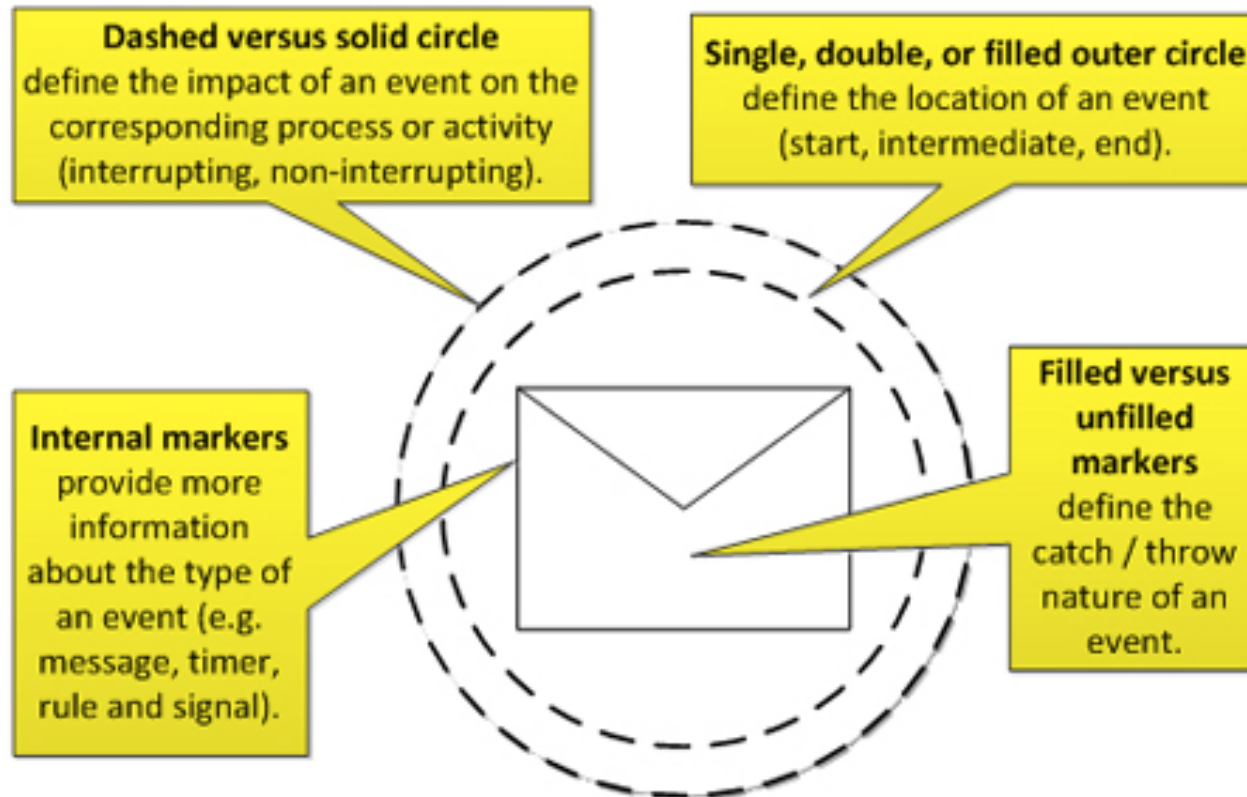 Dashed versus solid circle
define the impact of an event on the
corresponding process or activity
(interrupting, non-interrupting).
Single, double, or filled outer circle
define the location of an event
(start, intermediate, end).
Internal markers
provide more
information
about the type of
an event (e.g.
message, timer,
rule and signal).
Filled versus
unfilled
markers
define the
catch / throw
nature of an
event.